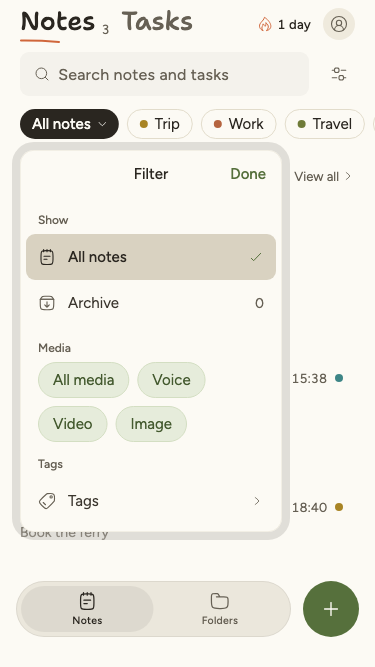 Notes 3 Tasks 1 day
Search notes and tasks
All notes Trip Work Travel
Filter Done View all
Show
All notes
Archive 0
Media
All media Voice
15:38
Video Image
Tags
Tags 18:40
Book the ferry
Notes Folders